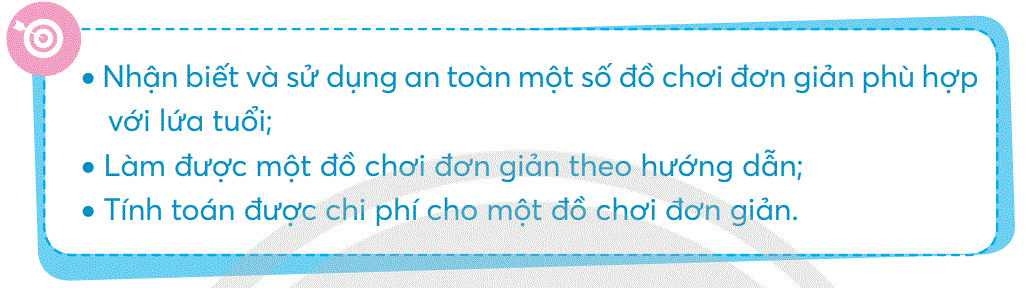 • Nhận biết và sử dụng an toàn một số đồ chơi đơn giản phù hợp
với lứa tuổi;
• Làm được một đồ chơi đơn giản theo hướng dẫn;
• Tính toán được chi phí cho một đồ chơi đơn giản.